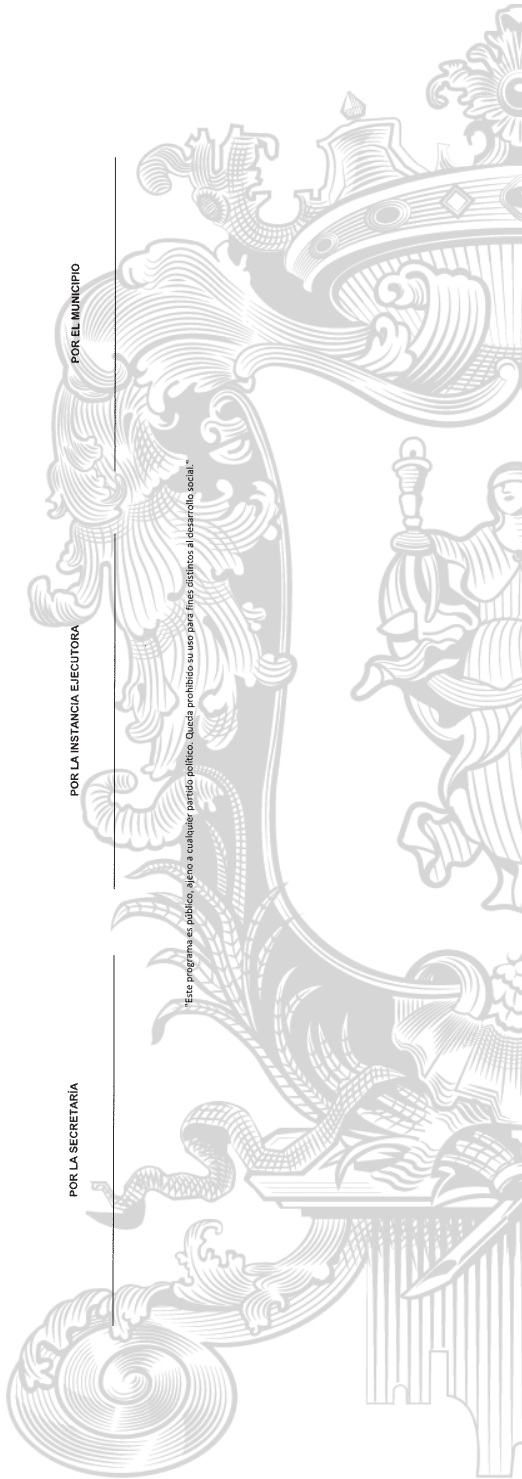 POR LA SECRETARÍA
POR LA INSTANCIA EJECUTORA
POR EL MUNICIPIO
"Este programa es público, ajeno a cualquier partido político. Queda prohibido su uso para fines distintos al desarrollo social."